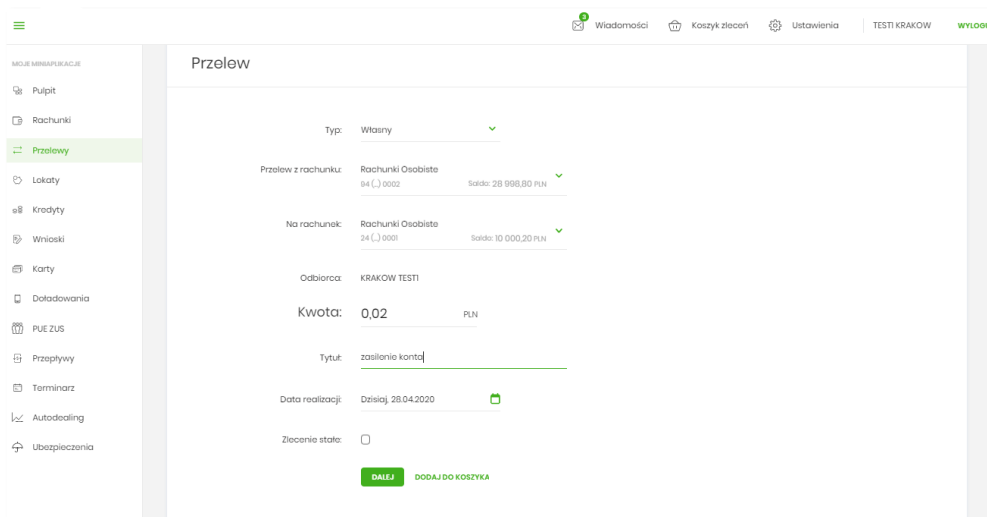 3
Wiadomości Koszyk zleceń Ustawienia TEST1 KRAKOW WYLOGU
MOJE MINIAPLIKACJE
Pulpit
Rachunki
Przelewy
Lokaty
Kredyty
Wnioski
Karty
Doładowania
PUE ZUS
Przepływy
Terminarz
Autodealing
Ubezpieczenia
Przelew
Typ: Własny
Przelew z rachunku: Rachunki Osobiste
94 (...) 0002 Saldo: 28 998,80 PLN
Na rachunek: Rachunki Osobiste
24 (...) 0001 Saldo: 10 000,20 PLN
Odbiorca: KRAKOW TEST1
Kwota: 0,02 PLN
Tytuł: zasilenie konta
Data realizacji: Dzisiaj, 28.04.2020
Zlecenie stałe:
DALEJ DODAJ DO KOSZYKA